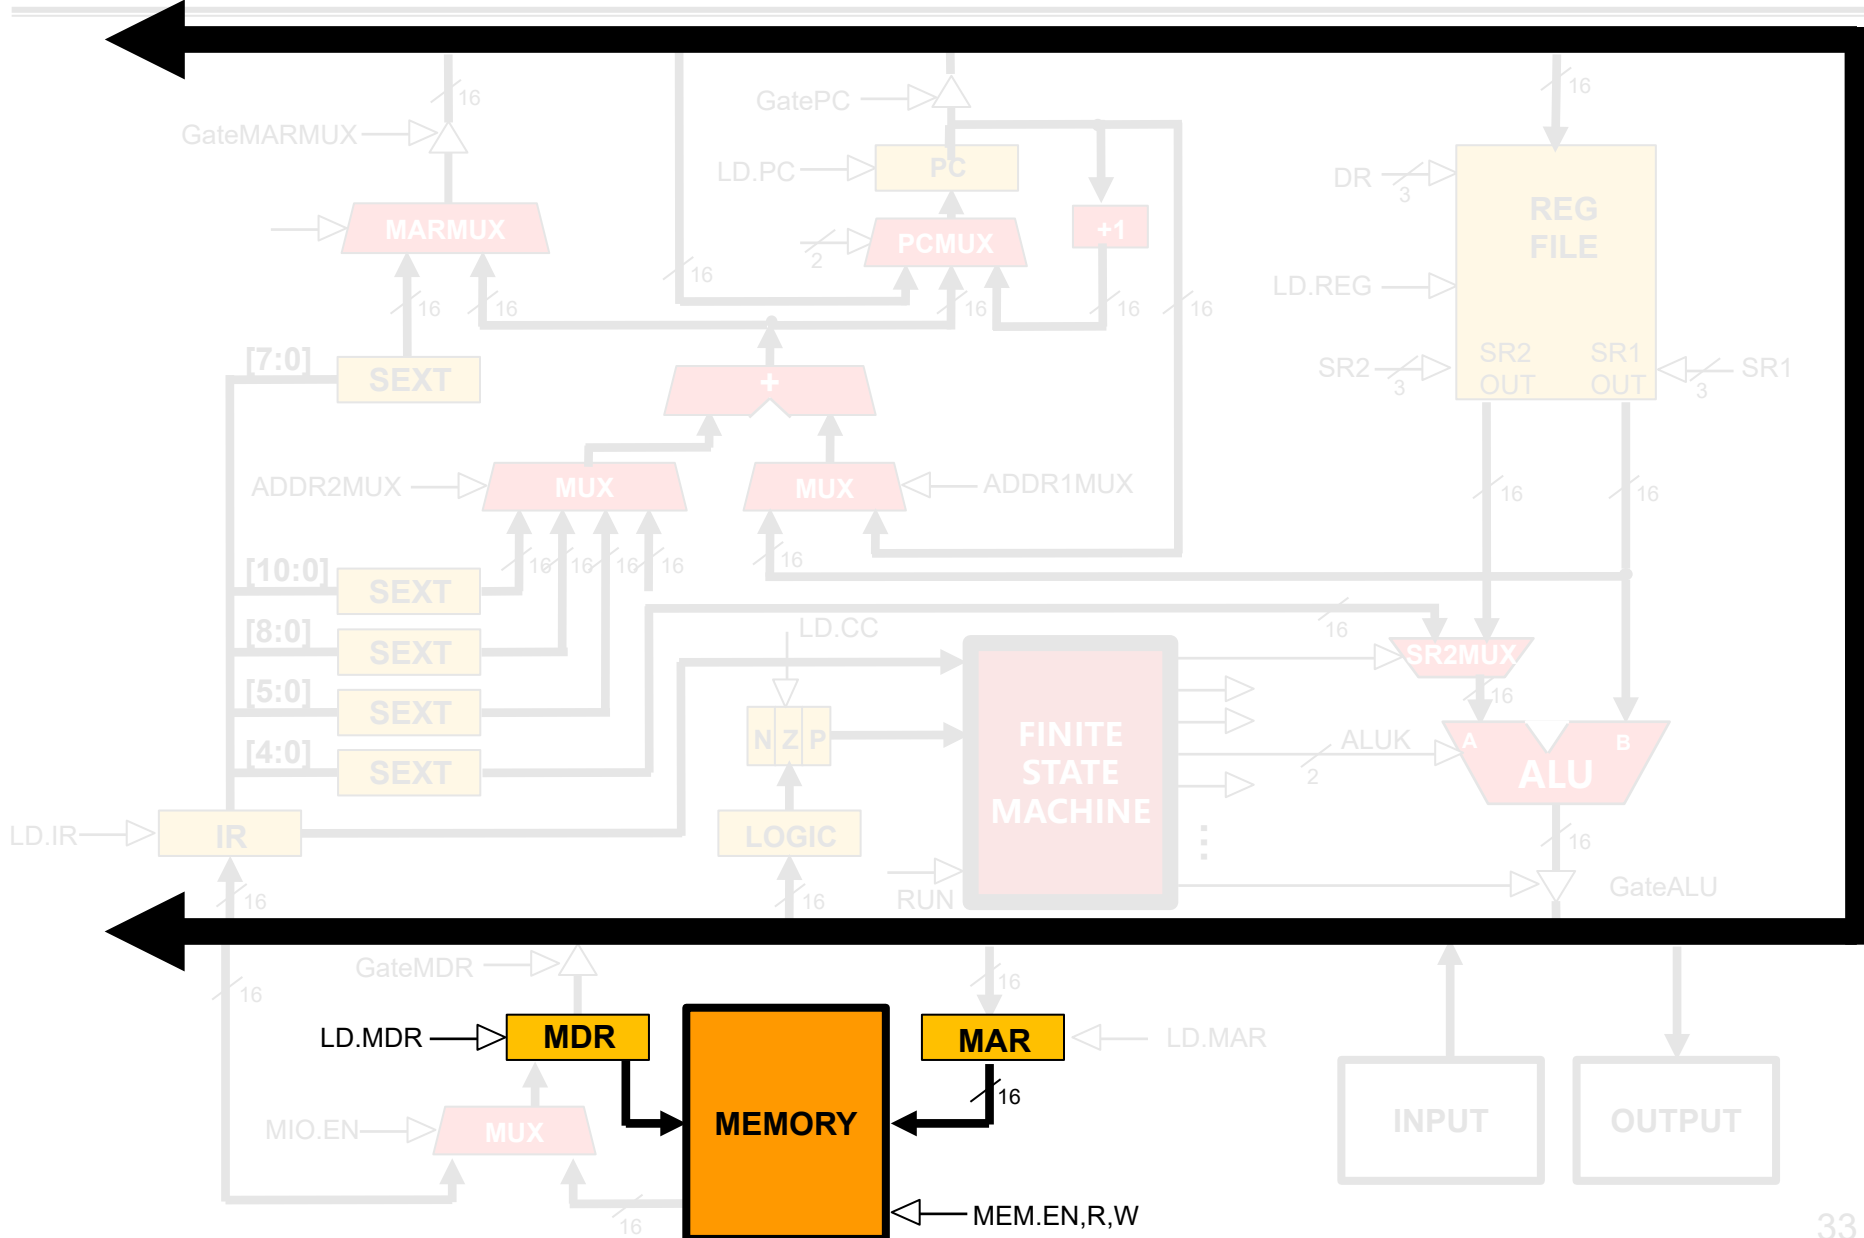 16
16
GatePC
GateMARMUX
LD.PC
PC
DR
3
REG
FILE
MARMUX
2
PCMUX
+1
16
LD.REG
16
16
16
16
16
[7:0]
SEXT
+
SR2
3
SR2
OUT
SR1
OUT
3
SR1
ADDR2MUX
MUX
MUX
ADDR1MUX
16
16
16
16
16
16
16
[10:0]
SEXT
[8:0]
SEXT
LD.CC
16
SR2MUX
[5:0]
SEXT
16
N Z P
FINITE
STATE
MACHINE
ALUK
2
A
B
ALU
[4:0]
SEXT
LD.IR
IR
LOGIC
16
RUN
16
16
GateALU
GateMDR
16
16
LD.MDR
MDR
MAR
LD.MAR
16
MEMORY
MIO.EN
MUX
INPUT
OUTPUT
16
MEM.EN,R,W
33